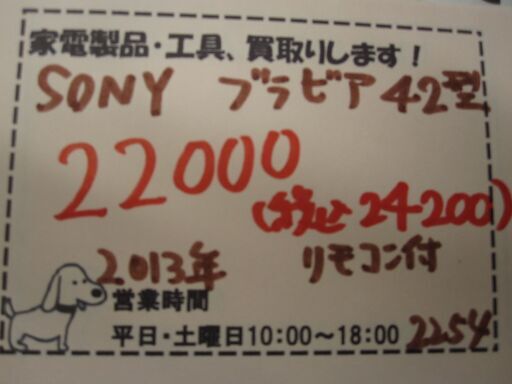 家電製品・工具、買取りします!
SONY ブラビア 42型
22000
(税込 24200)
2013年 リモコン付
営業時間
平日・土曜日10:00～18:00 2254